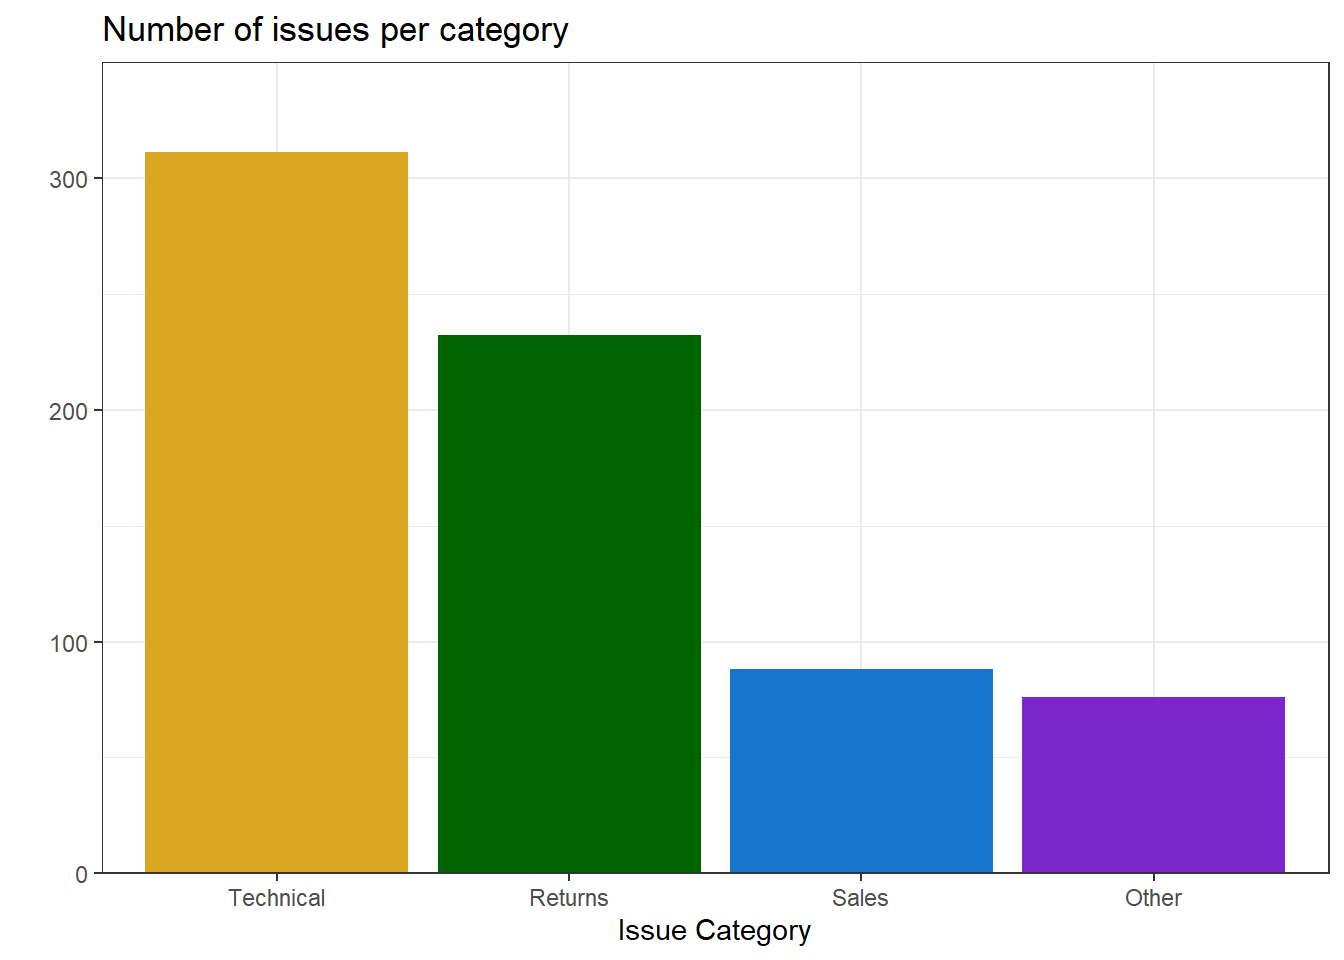 Number of issues per category
300
200
100
0
Technical Returns Sales Other
Issue Category